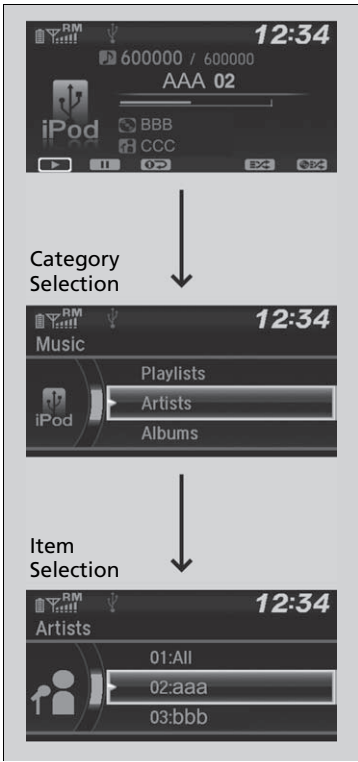 RM
12:34
600000 / 600000
AAA 02
iPod
BBB
CCC
Category
Selection
RM
12:34
Music
Playlists
iPod
Artists
Albums
Item
Selection
RM
12:34
Artists
01:All
02:aaa
03:bbb